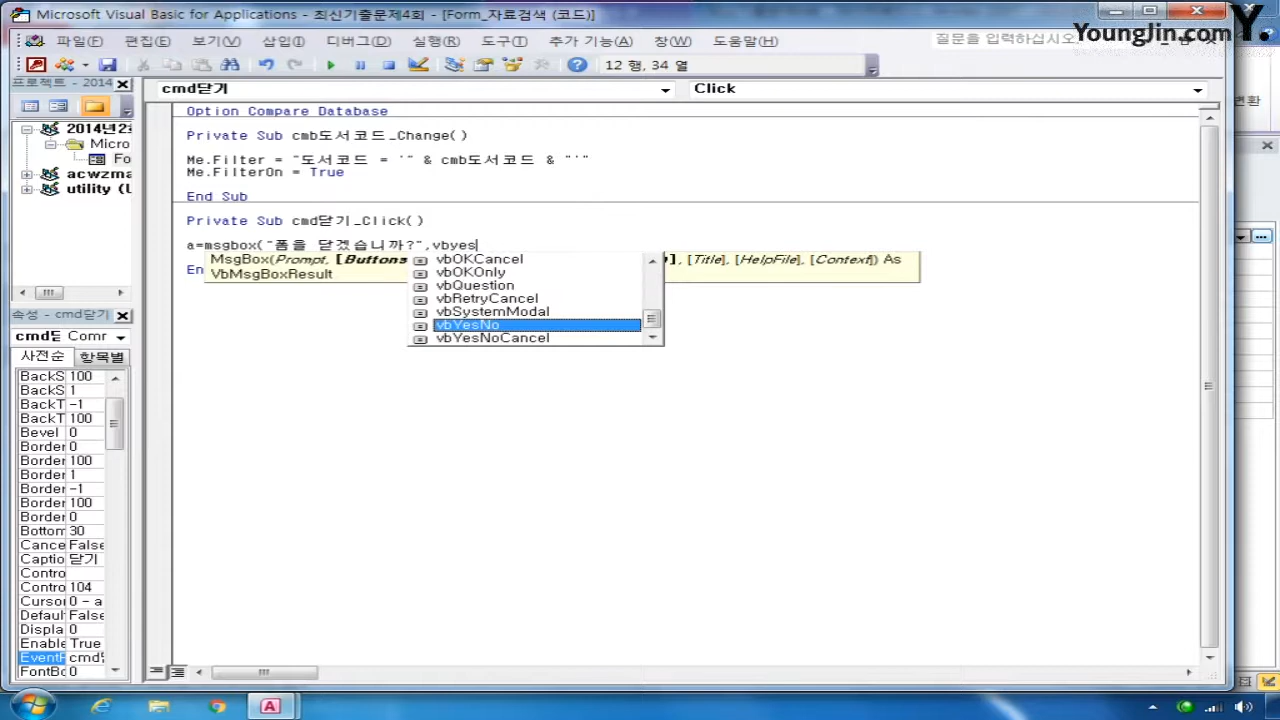 Microsoft Visual Basic for Applications - 최신기출문제4회 - [Form_자료검색 (코드)]
YoungJin.com Y.
파일(F) 편집(E) 보기(V) 삽입(I) 디버그(D) 실행(R) 도구(T) 추가 기능(A) 창(W) 도움말(H) 질문을 입력하십시오
12 행, 34 열
프로젝트 - 2014
cmd닫기 Click
변환
Option Compare Database
Private Sub cmb도서코드_Change()
Me.Filter = "도서코드 = '" & cmb도서코드 & "'"
Me.FilterOn = True
End Sub
Private Sub cmd닫기_Click()
a=msgbox("폼을 닫겠습니까?",vbyes
MsgBox(Prompt, [Buttons ], [Title], [HelpFile], [Context]) As
VbMsgBoxResult
En
vbOKCancel
vbOKOnly
vbQuestion
vbRetryCancel
vbSystemModal
vbYesNo
vbYesNoCancel
2014년2
Micro
Fo
acwzma
utility (L
속성 - cmd닫기
cmd닫 Comr
사전순 항목별
BackS 100
BackS 1
BackT -1
BackT 100
Bevel 0
Border 0
Border 100
Border 1
Border -1
Border 100
Border 0
Bottom 30
Cance False
Captio 닫기
Contro
Contro 104
Cursor 0 - a
Defaul False
Displa 0
Enable True
EventF cmd닫
FontBo 0